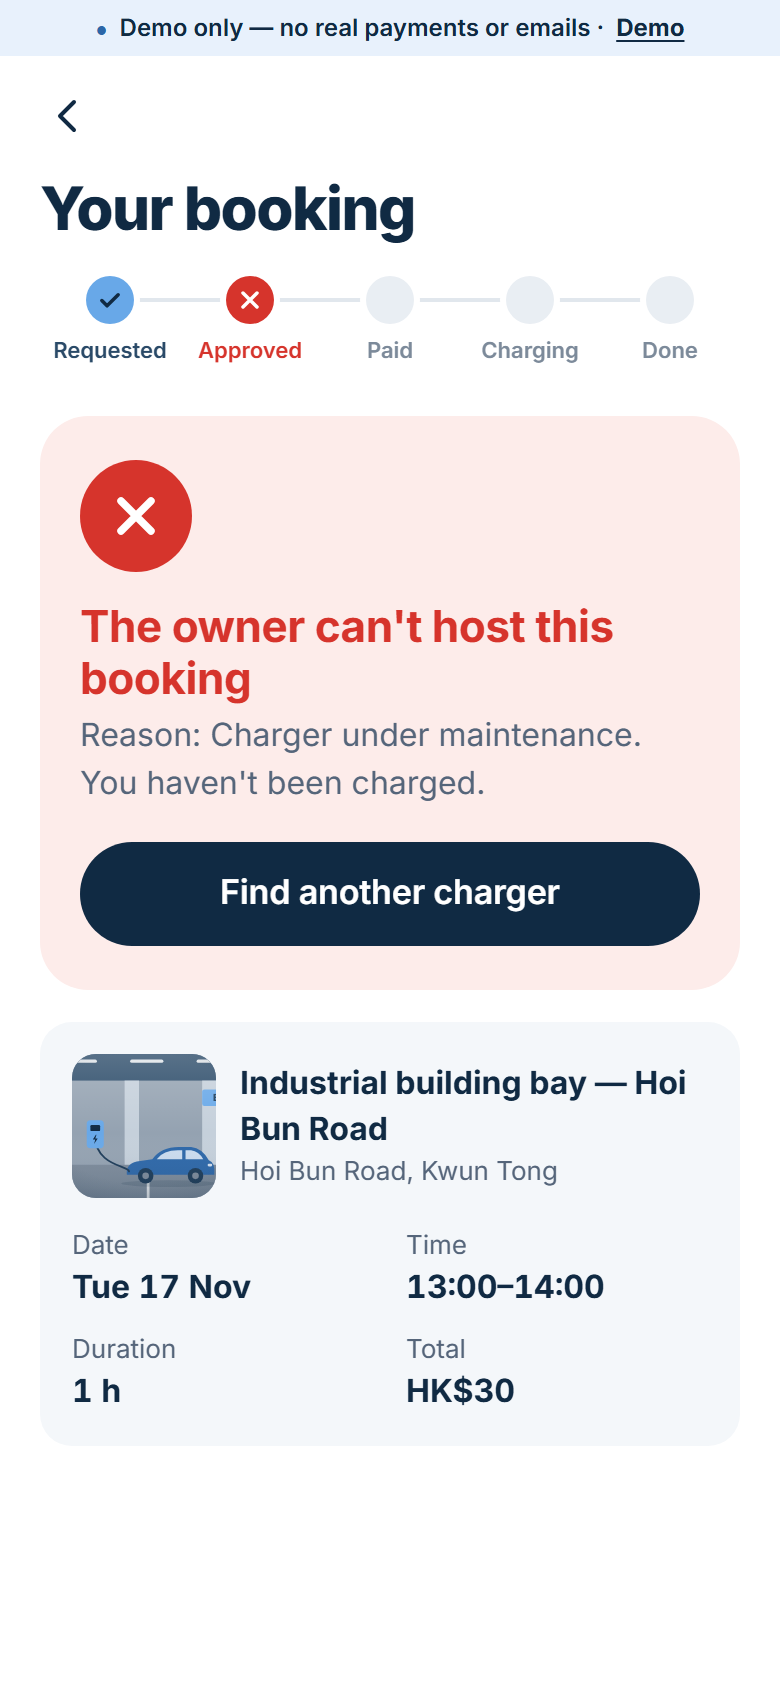 Demo only — no real payments or emails · Demo
Your booking
Requested Approved Paid Charging Done
The owner can't host this
booking
Reason: Charger under maintenance.
You haven't been charged.
Find another charger
Industrial building bay — Hoi
Bun Road
Hoi Bun Road, Kwun Tong
Date Time
Tue 17 Nov 13:00–14:00
Duration Total
1 h HK$30